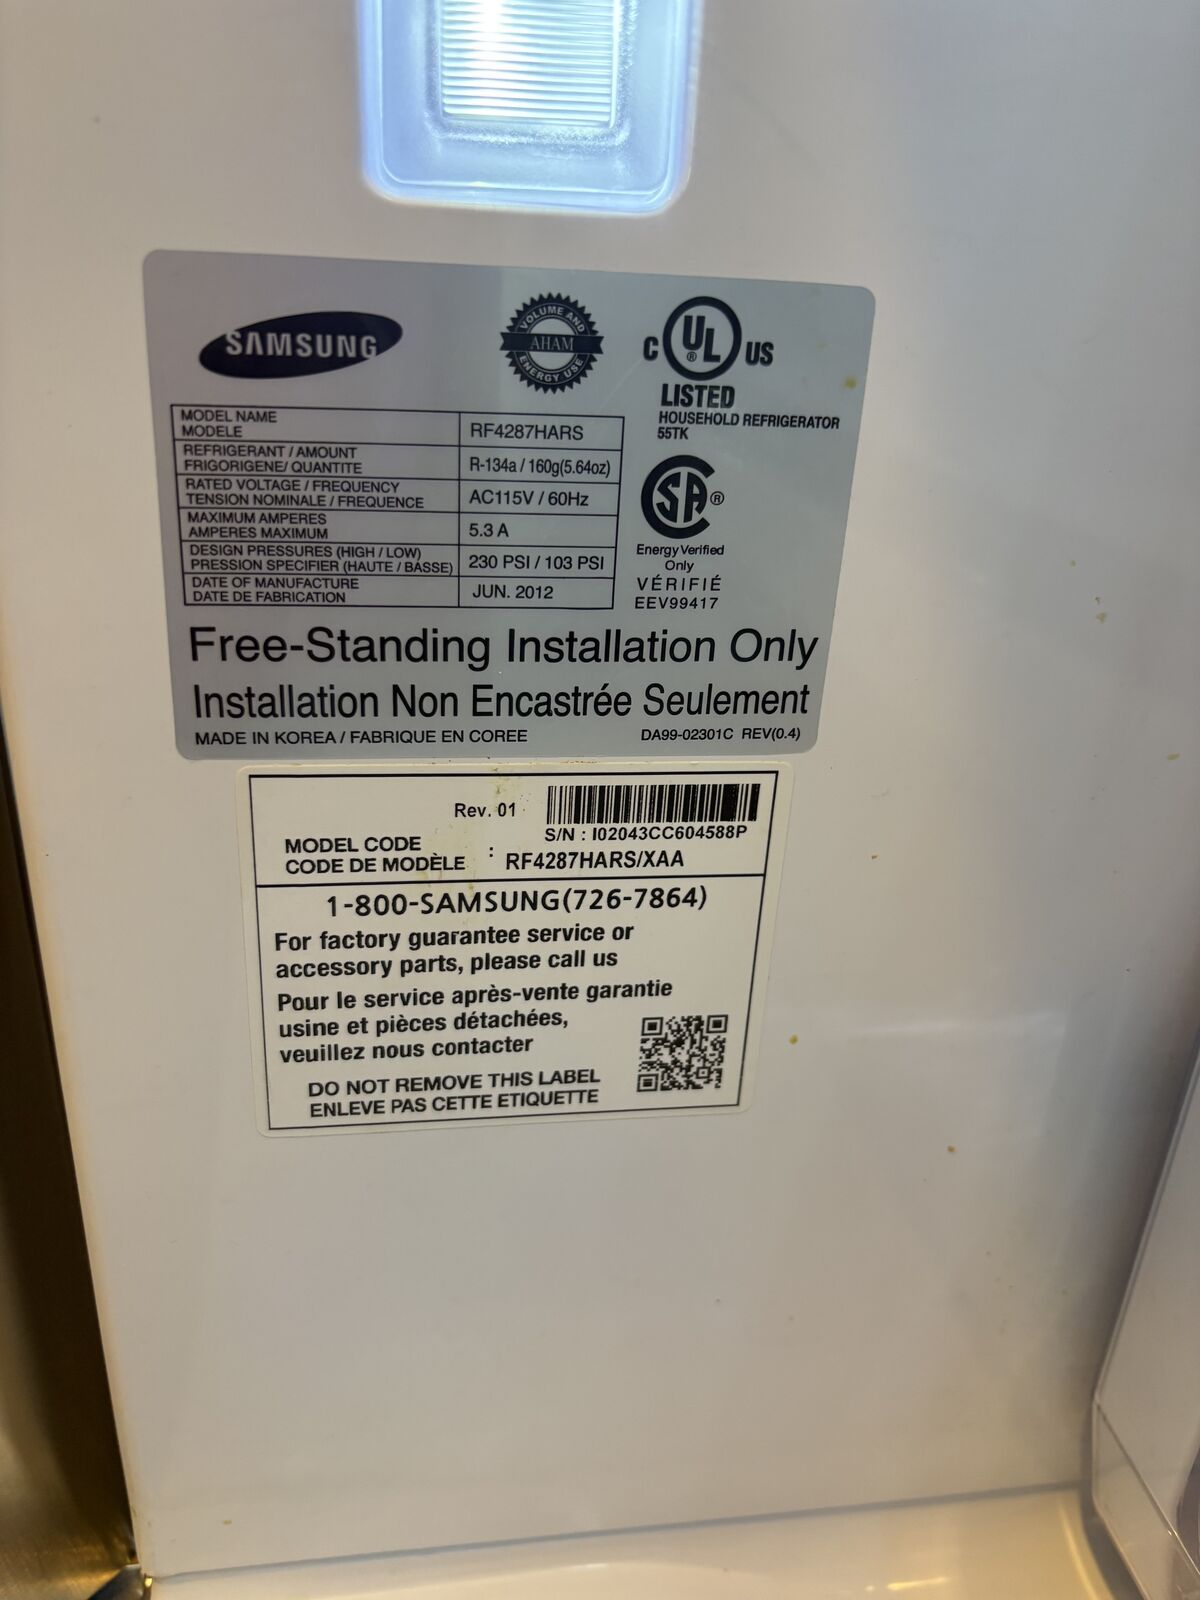 SAMSUNG
VOLUME AND
AHAM
ENERGY USE
C UL ® US
LISTED
HOUSEHOLD REFRIGERATOR
55TK
MODEL NAME
MODELE
RF4287HARS
REFRIGERANT / AMOUNT
FRIGORIGENE/ QUANTITE
R-134a / 160g(5.64oz)
RATED VOLTAGE / FREQUENCY
TENSION NOMINALE / FREQUENCE
AC115V / 60Hz
MAXIMUM AMPERES
AMPERES MAXIMUM
5.3 A
DESIGN PRESSURES (HIGH / LOW)
PRESSION SPECIFIER (HAUTE / BASSE)
230 PSI / 103 PSI
DATE OF MANUFACTURE
DATE DE FABRICATION
JUN. 2012
SA ®
Energy Verified
Only
VÉRIFIÉ
EEV99417
Free-Standing Installation Only
Installation Non Encastrée Seulement
MADE IN KOREA / FABRIQUE EN COREE
DA99-02301C REV(0.4)
Rev. 01
S/N : I02043CC604588P
MODEL CODE
CODE DE MODÈLE : RF4287HARS/XAA
1-800-SAMSUNG(726-7864)
For factory guarantee service or
accessory parts, please call us
Pour le service après-vente garantie
usine et pièces détachées,
veuillez nous contacter
DO NOT REMOVE THIS LABEL
ENLEVE PAS CETTE ETIQUETTE